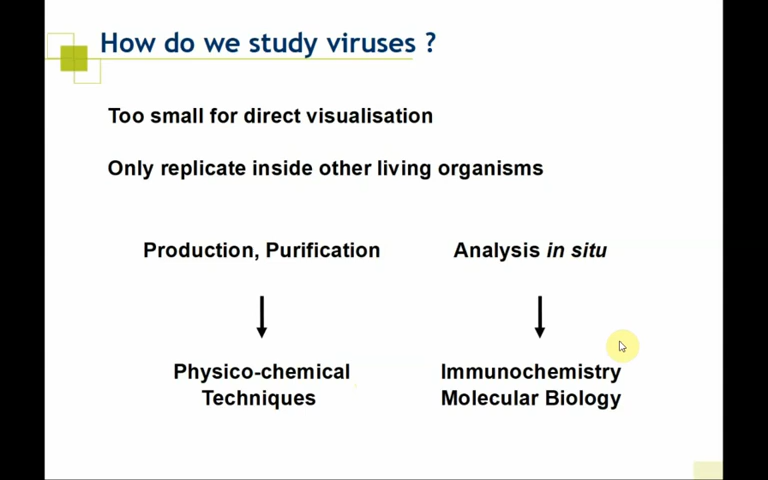 How do we study viruses ?
Too small for direct visualisation
Only replicate inside other living organisms
Production, Purification
Analysis in situ
Physico-chemical
Techniques
Immunochemistry
Molecular Biology